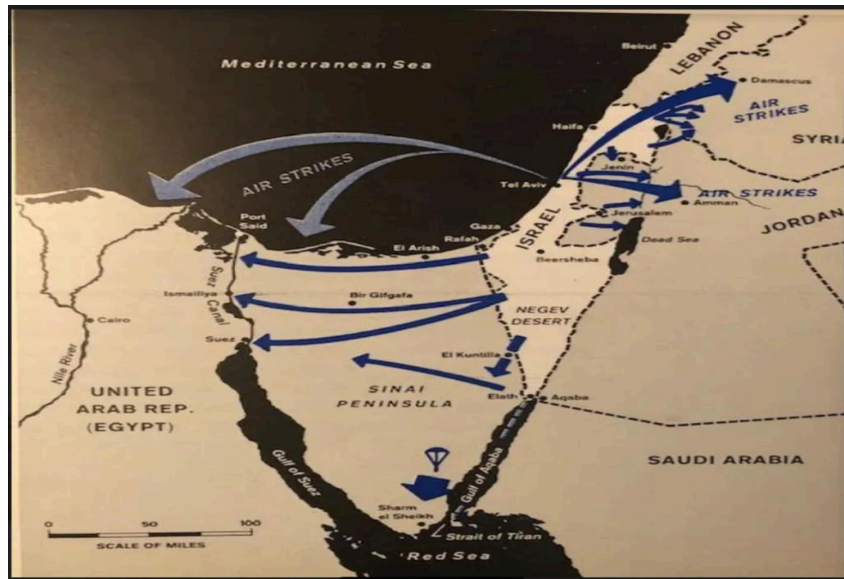 Beirut
LEBANON
Mediterranean Sea
Damascus
AIR
STRIKES
SYRIA
Haifa
Jenin
AIR STRIKES
Tel Aviv
AIR STRIKES
Amman
Jerusalem
JORDAN
Port
Said
Gaza
Rafah
ISRAEL
El Arish
Dead Sea
Beersheba
Suez Canal
Ismailiya
Bir Gifgafa
NEGEV
DESERT
Cairo
Suez
El Kuntilla
Nile River
SINAI
PENINSULA
UNITED
ARAB REP.
(EGYPT)
Elath
Aqaba
Gulf of Suez
Gulf of Aqaba
SAUDI ARABIA
Sharm
el Sheikh
0 50 100
SCALE OF MILES
Strait of Tiran
Red Sea